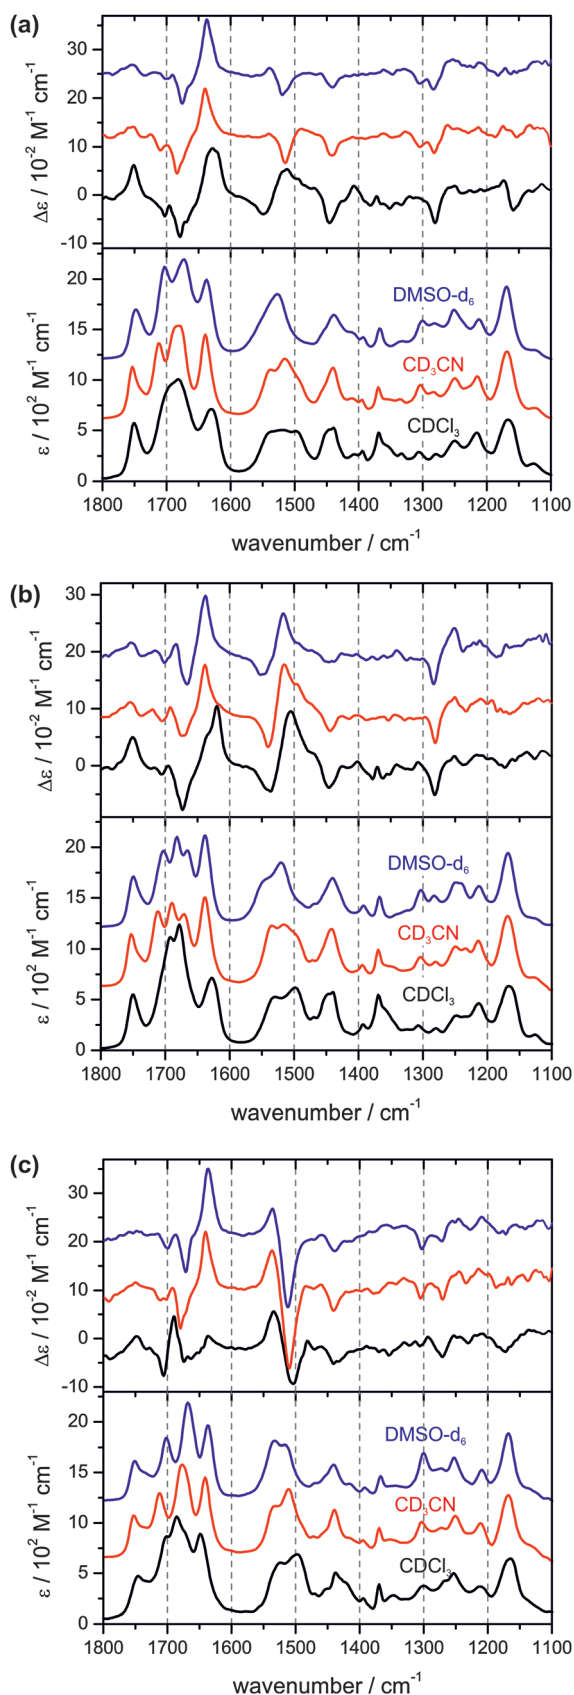 (a)
30
20
10
0
-10
Δε / 10⁻² M⁻¹ cm⁻¹
20
15
10
5
0
ε / 10² M⁻¹ cm⁻¹
DMSO-d₆
CD₃CN
CDCl₃
1800 1700 1600 1500 1400 1300 1200 1100
wavenumber / cm⁻¹
(b)
30
20
10
0
Δε / 10⁻² M⁻¹ cm⁻¹
20
15
10
5
0
ε / 10² M⁻¹ cm⁻¹
DMSO-d₆
CD₃CN
CDCl₃
1800 1700 1600 1500 1400 1300 1200 1100
wavenumber / cm⁻¹
(c)
30
20
10
0
-10
Δε / 10⁻² M⁻¹ cm⁻¹
15
10
5
0
ε / 10² M⁻¹ cm⁻¹
DMSO-d₆
CD₃CN
CDCl₃
1800 1700 1600 1500 1400 1300 1200 1100
wavenumber / cm⁻¹